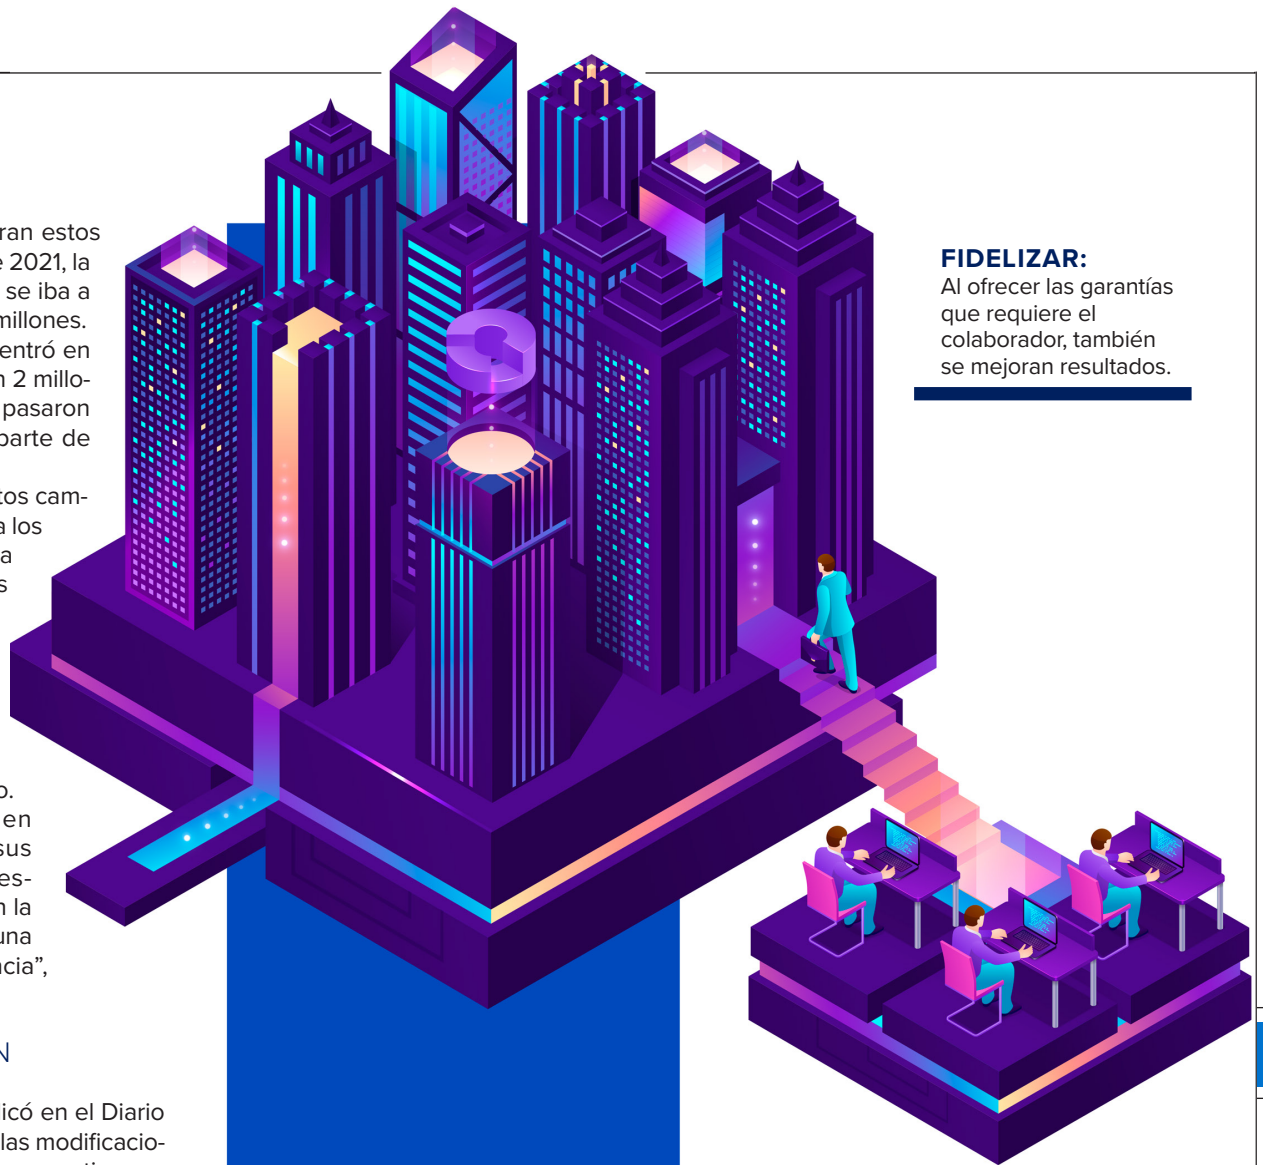 ran estos
e 2021, la
se iba a
millones.
entró en
n 2 millo-
pasaron
parte de
tos cam-
a los
a
s
o.
en
sus
es-
n la
una
ncia”,
N
licó en el Diario
las modificacio-
FIDELIZAR:
Al ofrecer las garantías
que requiere el
colaborador, también
se mejoran resultados.